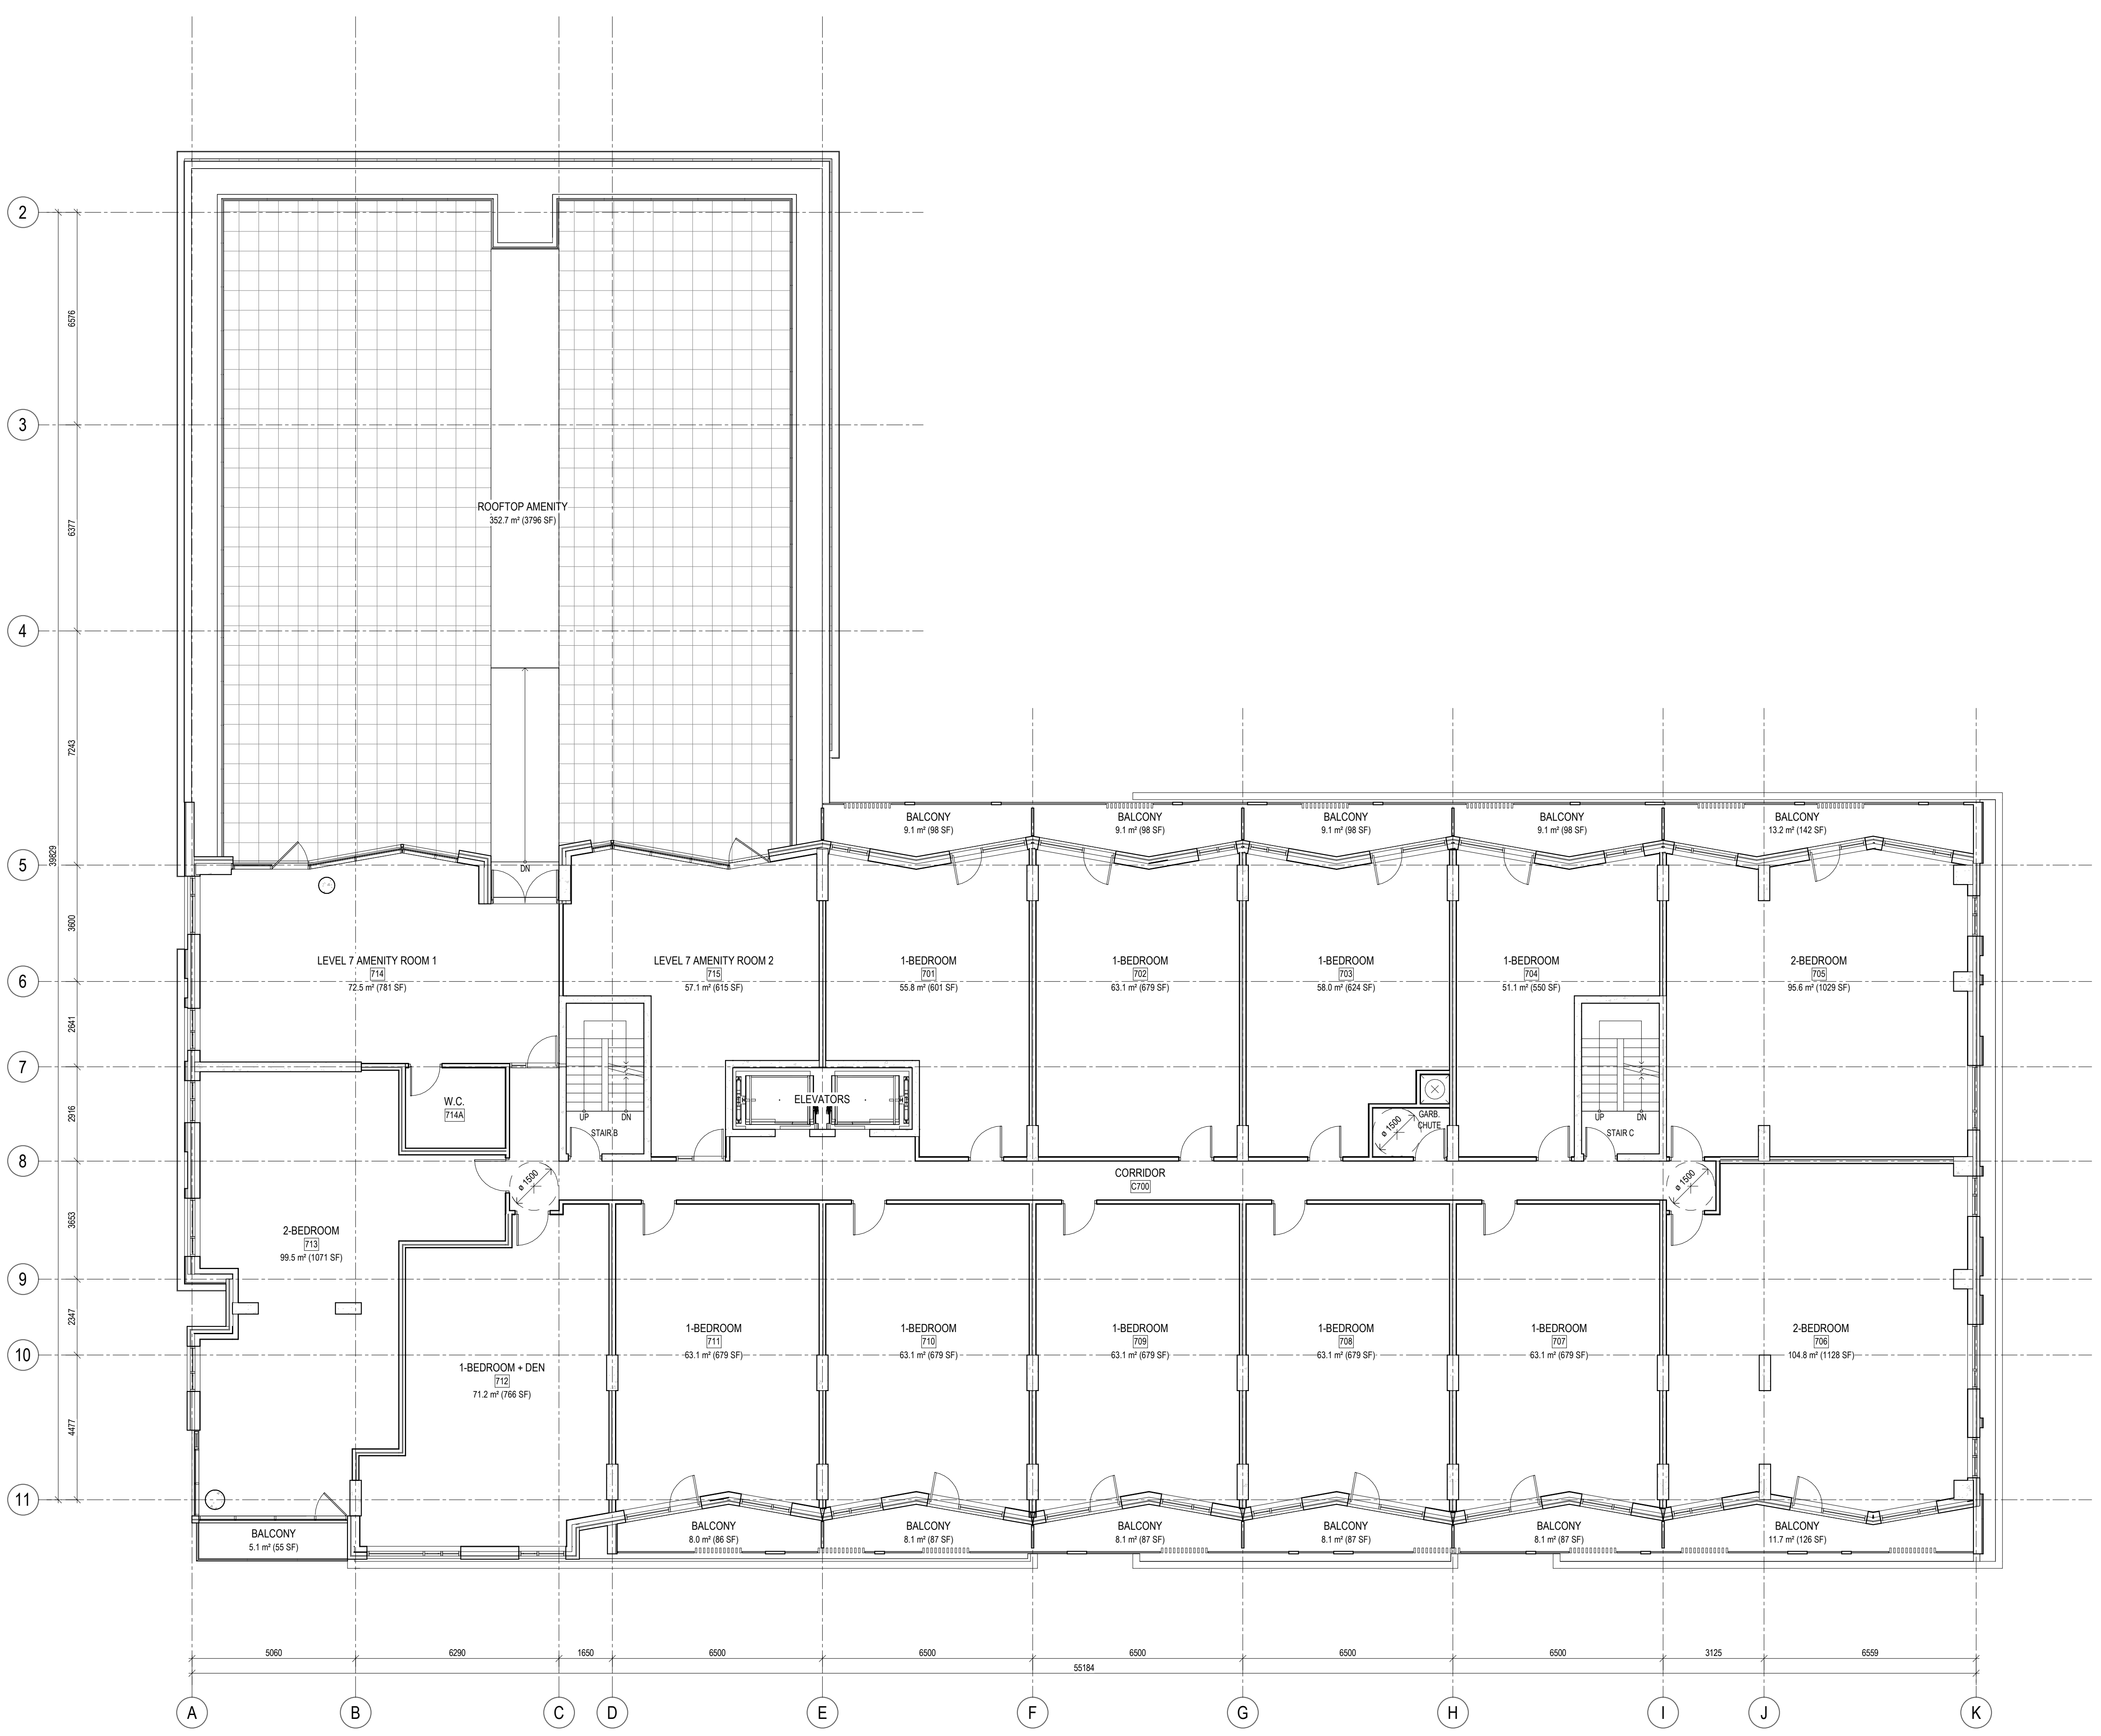 2
6576
3
ROOFTOP AMENITY
352.7 m² (3796 SF)
6377
4
7243
39829
BALCONY
9.1 m² (98 SF)
BALCONY
9.1 m² (98 SF)
BALCONY
9.1 m² (98 SF)
BALCONY
9.1 m² (98 SF)
BALCONY
13.2 m² (142 SF)
5
DN
3600
LEVEL 7 AMENITY ROOM 1
714
72.5 m² (781 SF)
LEVEL 7 AMENITY ROOM 2
715
57.1 m² (615 SF)
1-BEDROOM
701
55.8 m² (601 SF)
1-BEDROOM
702
63.1 m² (679 SF)
1-BEDROOM
703
58.0 m² (624 SF)
1-BEDROOM
704
51.1 m² (550 SF)
2-BEDROOM
705
95.6 m² (1029 SF)
6
2641
7
2916
W.C.
714A
UP
DN
STAIR B
ELEVATORS
ø 1500
GARB.
CHUTE
UP
DN
STAIR C
8
ø 1500
CORRIDOR
C700
ø 1500
3653
2-BEDROOM
713
99.5 m² (1071 SF)
9
2347
1-BEDROOM
711
63.1 m² (679 SF)
1-BEDROOM
710
63.1 m² (679 SF)
1-BEDROOM
709
63.1 m² (679 SF)
1-BEDROOM
708
63.1 m² (679 SF)
1-BEDROOM
707
63.1 m² (679 SF)
2-BEDROOM
706
104.8 m² (1128 SF)
10
1-BEDROOM + DEN
712
71.2 m² (766 SF)
4477
11
BALCONY
5.1 m² (55 SF)
BALCONY
8.0 m² (86 SF)
BALCONY
8.1 m² (87 SF)
BALCONY
8.1 m² (87 SF)
BALCONY
8.1 m² (87 SF)
BALCONY
8.1 m² (87 SF)
BALCONY
11.7 m² (126 SF)
5060
6290
1650
6500
6500
6500
6500
6500
3125
6559
55184
A
B
C
D
E
F
G
H
I
J
K